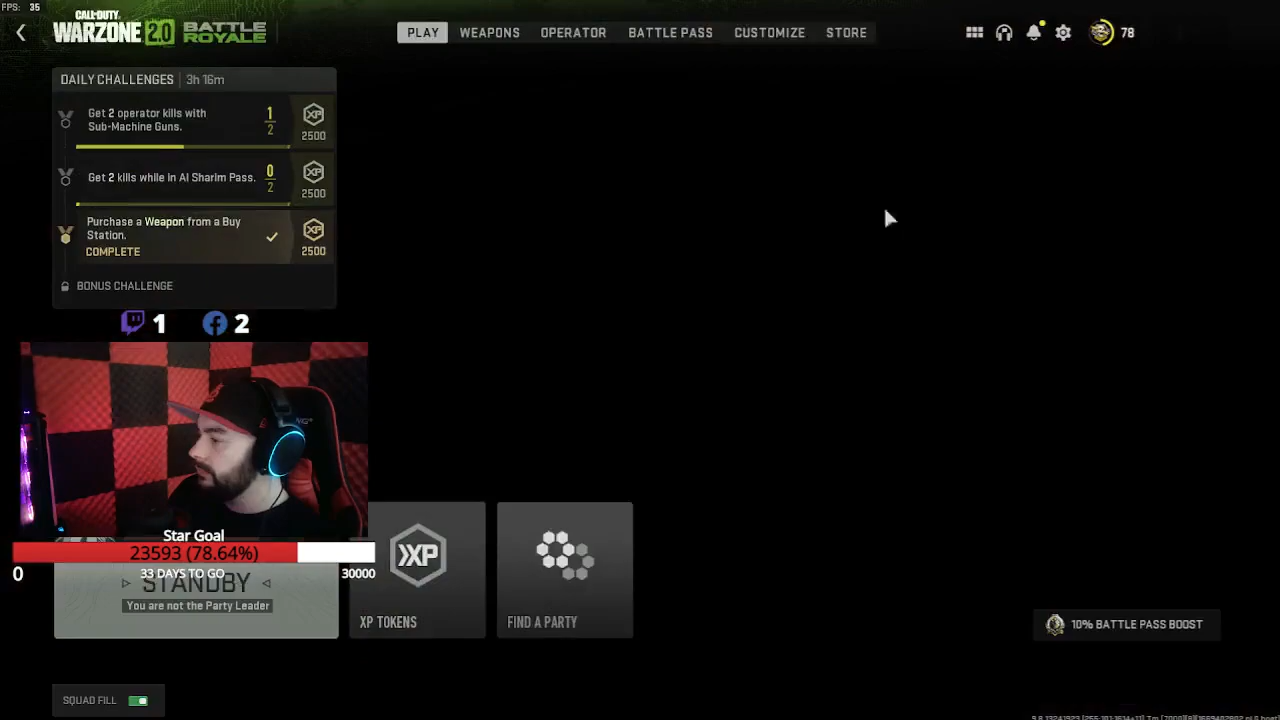 FPS: 35
CALL·DUTY
WARZONE 2.0 BATTLE ROYALE
PLAY WEAPONS OPERATOR BATTLE PASS CUSTOMIZE STORE
78
DAILY CHALLENGES | 3h 16m
Get 2 operator kills with
Sub-Machine Guns.
1
2
XP
2500
Get 2 kills while in Al Sharim Pass.
0
2
XP
2500
Purchase a Weapon from a Buy
Station.
COMPLETE
XP
2500
BONUS CHALLENGE
1 2
Star Goal
23593 (78.64%)
0 33 DAYS TO GO 30000
STANDBY
You are not the Party Leader
XP
XP TOKENS
FIND A PARTY
10% BATTLE PASS BOOST
SQUAD FILL